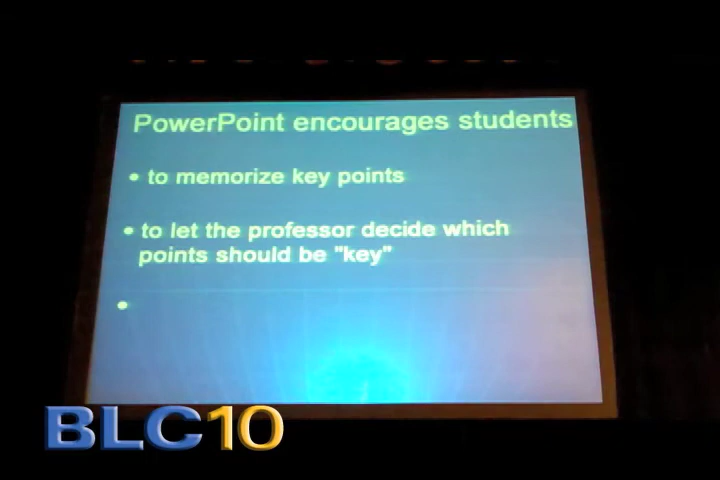 PowerPoint encourages students
• to memorize key points
• to let the professor decide which
points should be "key"
•
BLC10